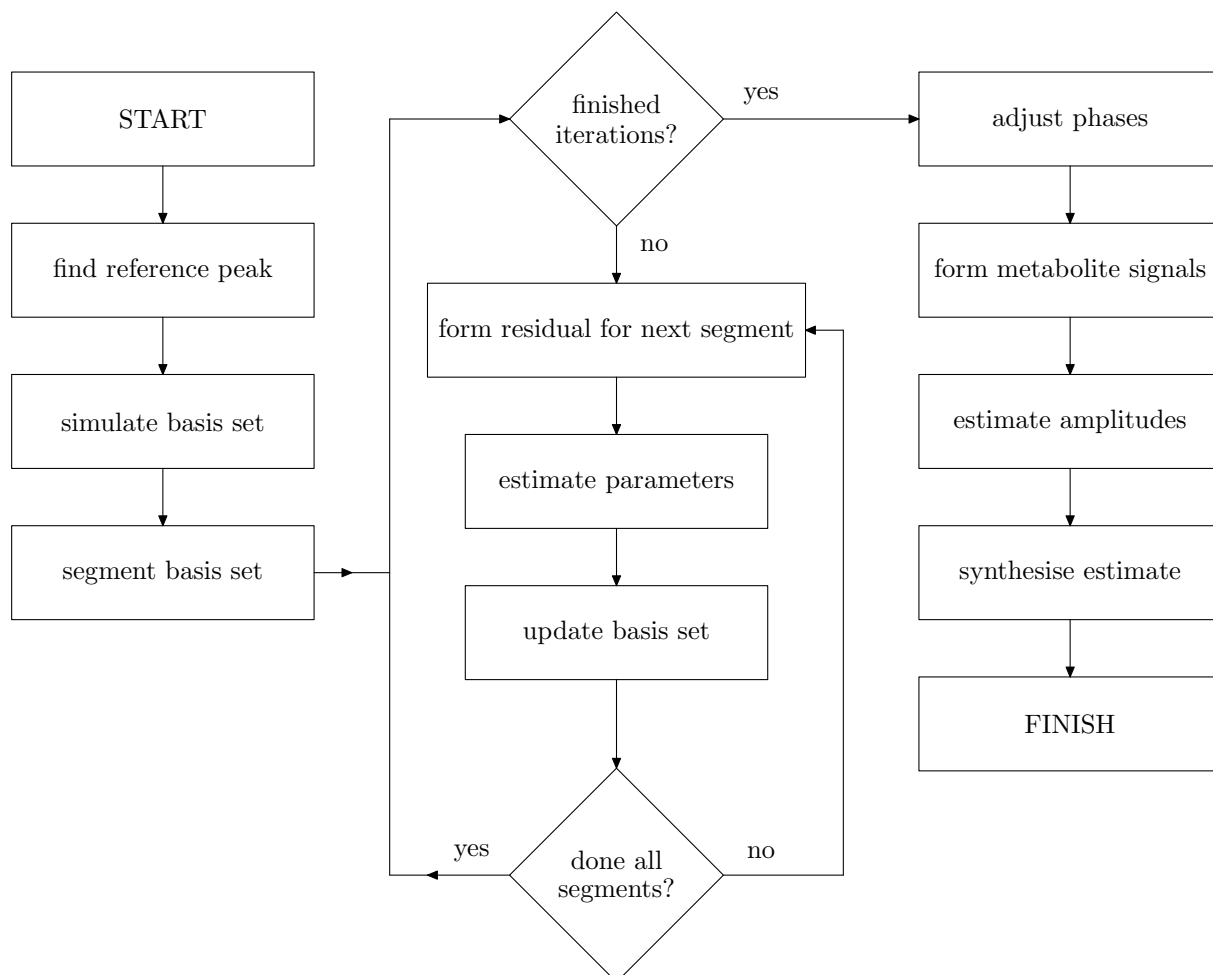 START
find reference peak
simulate basis set
segment basis set
finished
iterations?
yes
no
form residual for next segment
estimate parameters
update basis set
done all
segments?
yes
no
adjust phases
form metabolite signals
estimate amplitudes
synthesise estimate
FINISH